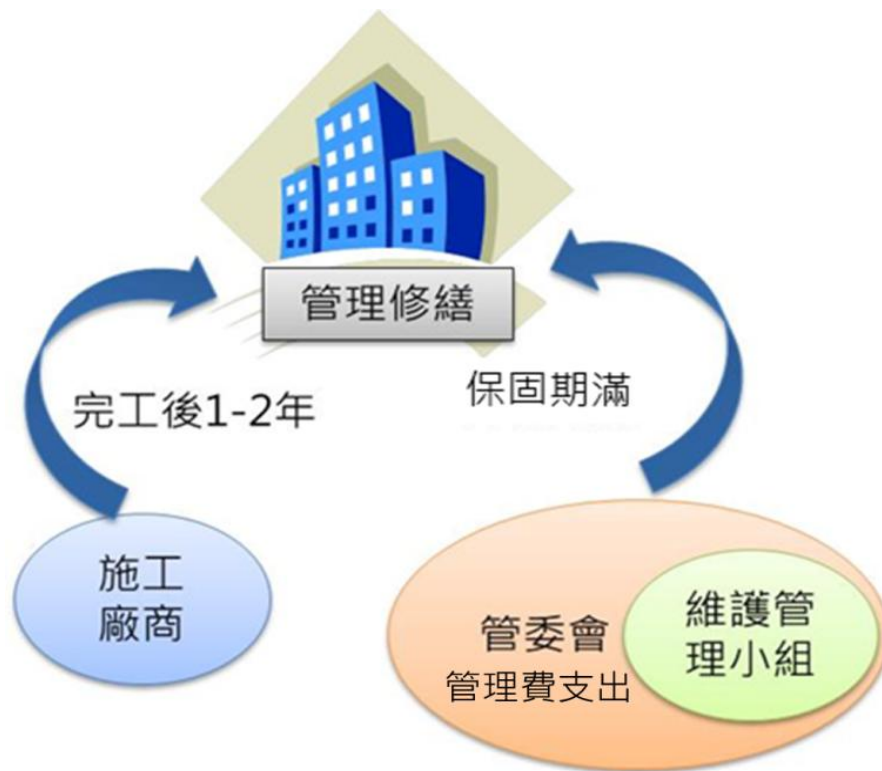 管理修繕
完工後1-2年
保固期滿
施工
廠商
管委會
管理費支出
維護管
理小組